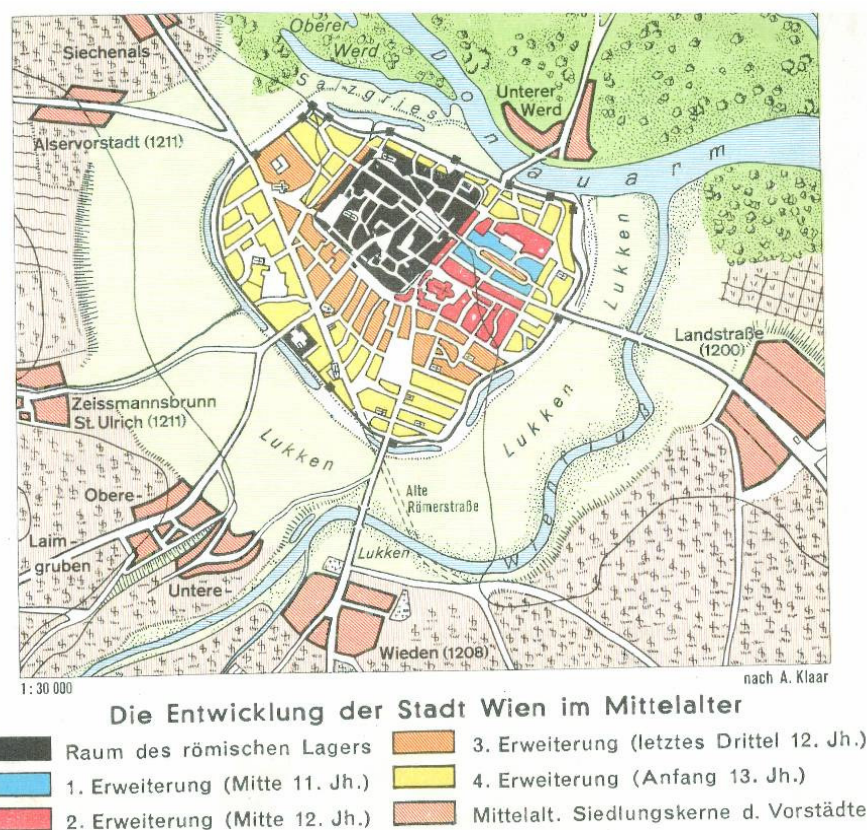 Siechenals
Oberer
Werd
Donauarm
Salzgries
Unterer
Werd
Alservorstadt (1211)
Lukken
Landstraße
(1200)
Zeissmannsbrunn
St. Ulrich (1211)
Lukken
Lukken
Obere-
Alte
Römerstraße
Laim-
gruben
Lukken
Wienfluß
Untere-
Wieden (1208)
1:30 000
nach A. Klaar
Die Entwicklung der Stadt Wien im Mittelalter
Raum des römischen Lagers
1. Erweiterung (Mitte 11. Jh.)
2. Erweiterung (Mitte 12. Jh.)
3. Erweiterung (letztes Drittel 12. Jh.)
4. Erweiterung (Anfang 13. Jh.)
Mittelalt. Siedlungskerne d. Vorstädte